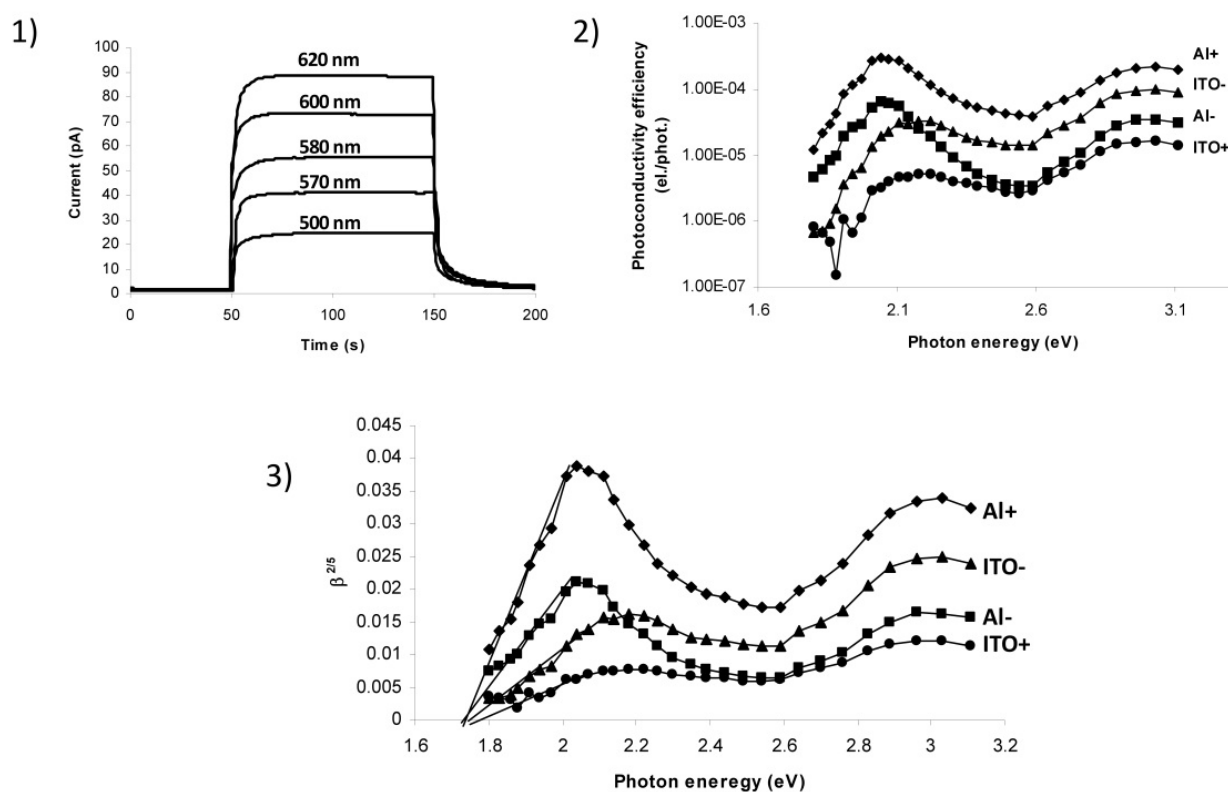 1)
100
90
80
70
60
50
40
30
20
10
0
Current (pA)
620 nm
600 nm
580 nm
570 nm
500 nm
0 50 100 150 200
Time (s)
2)
1.00E-03
1.00E-04
1.00E-05
1.00E-06
1.00E-07
Photoconductivity efficiency
(el./phot.)
Al+
ITO-
Al-
ITO+
1.6 2.1 2.6 3.1
Photon eneregy (eV)
3)
0.045
0.04
0.035
0.03
0.025
0.02
0.015
0.01
0.005
0
β 2/5
Al+
ITO-
Al-
ITO+
1.6 1.8 2 2.2 2.4 2.6 2.8 3 3.2
Photon eneregy (eV)